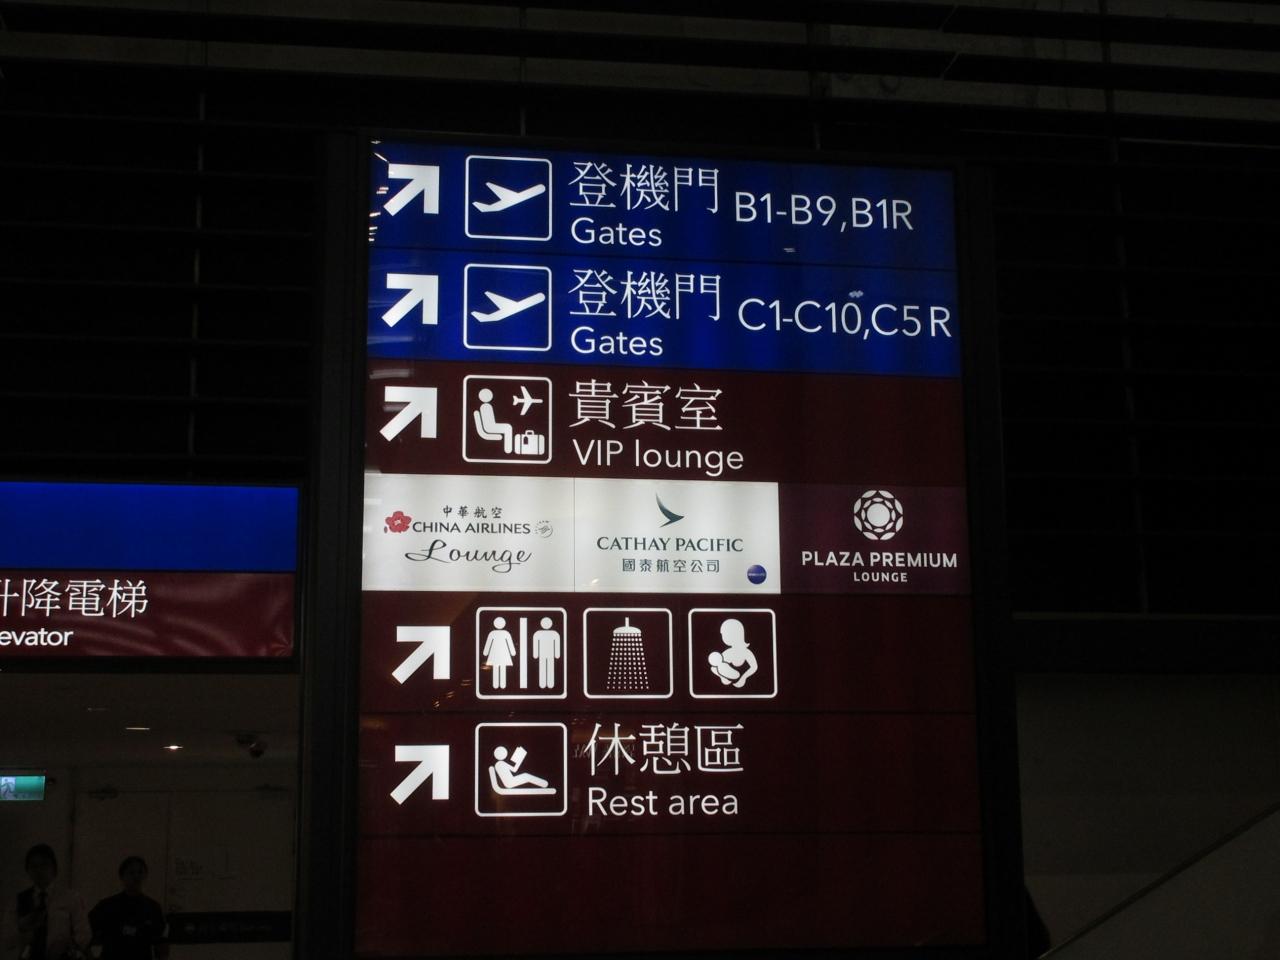 登機門 B1-B9,B1R
Gates
登機門 C1-C10,C5R
Gates
貴賓室
VIP lounge
中華航空
CHINA AIRLINES
Lounge
CATHAY PACIFIC
國泰航空公司
PLAZA PREMIUM
LOUNGE
升降電梯
evator
休憩區
Rest area